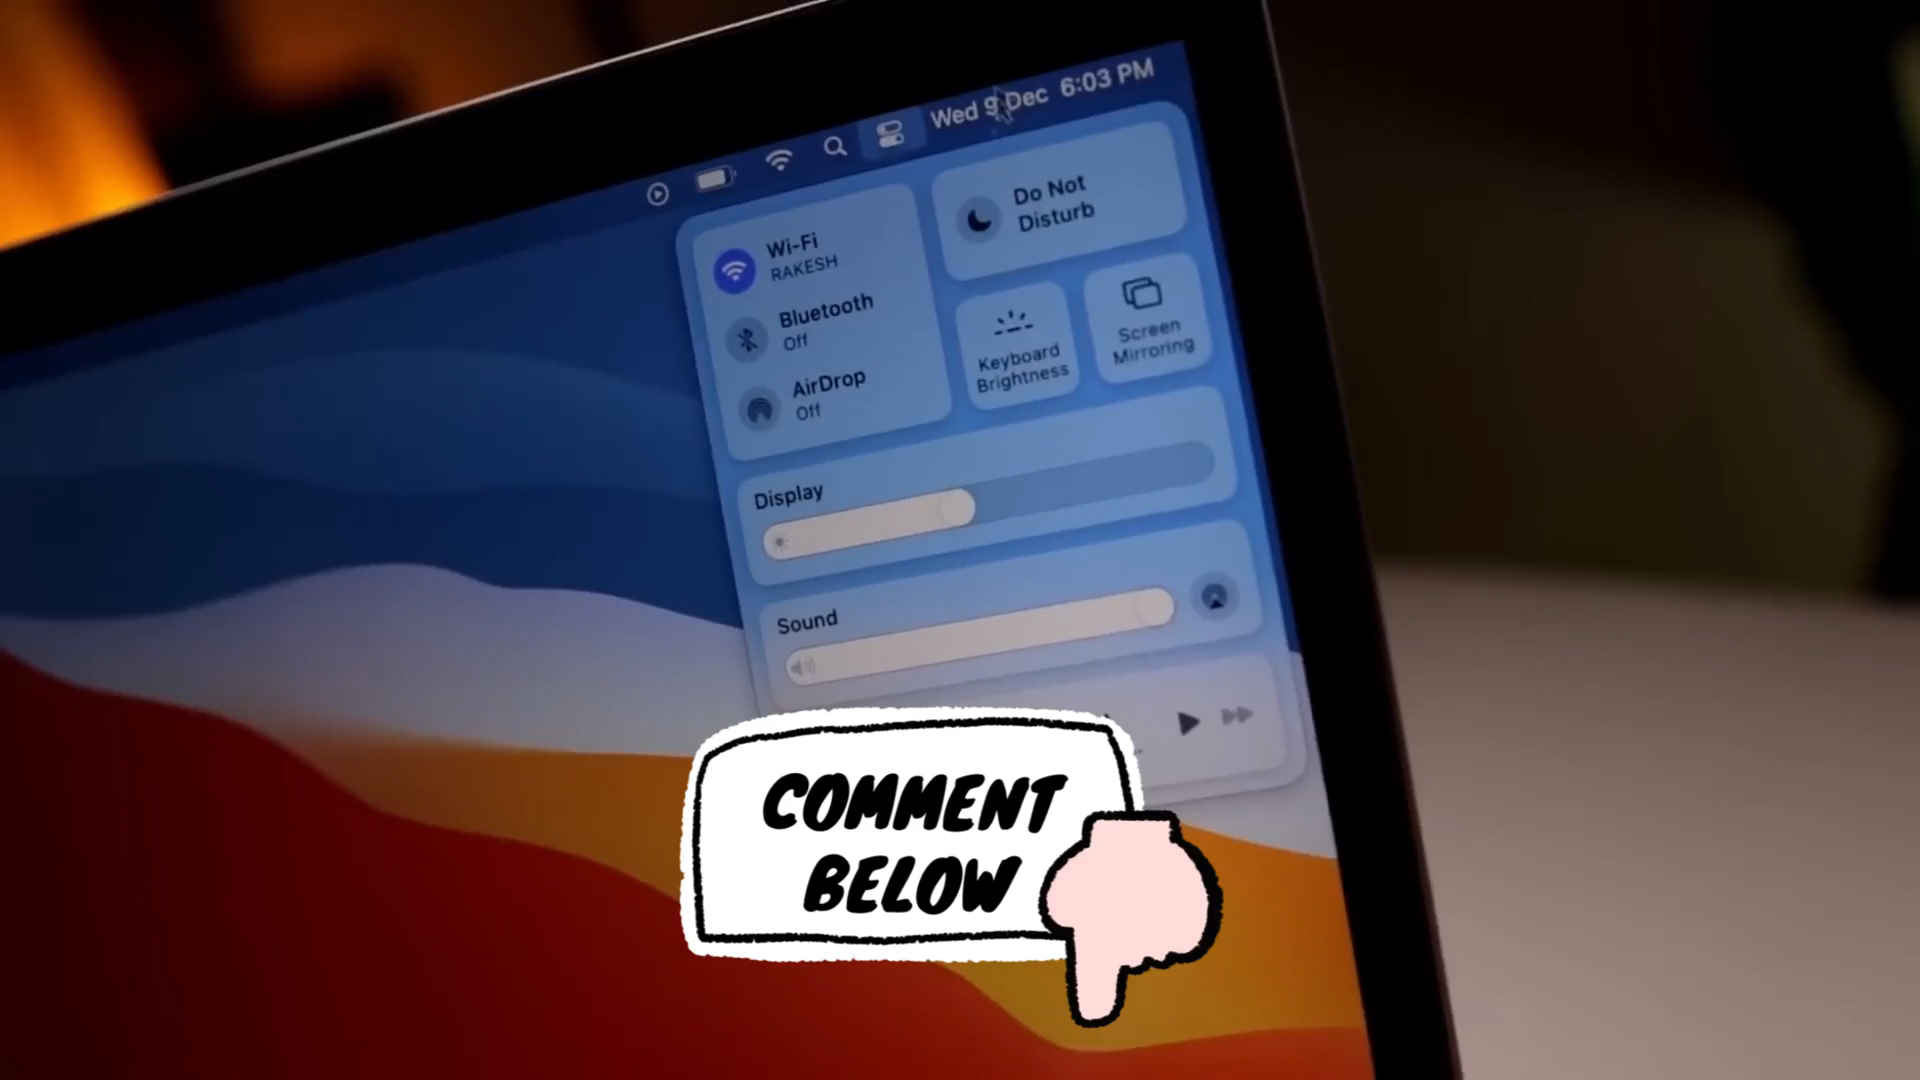 Wed 9 Dec 6:03 PM
Wi-Fi
RAKESH
Do Not
Disturb
Bluetooth
Off
AirDrop
Off
Keyboard
Brightness
Screen
Mirroring
Display
Sound
COMMENT
BELOW